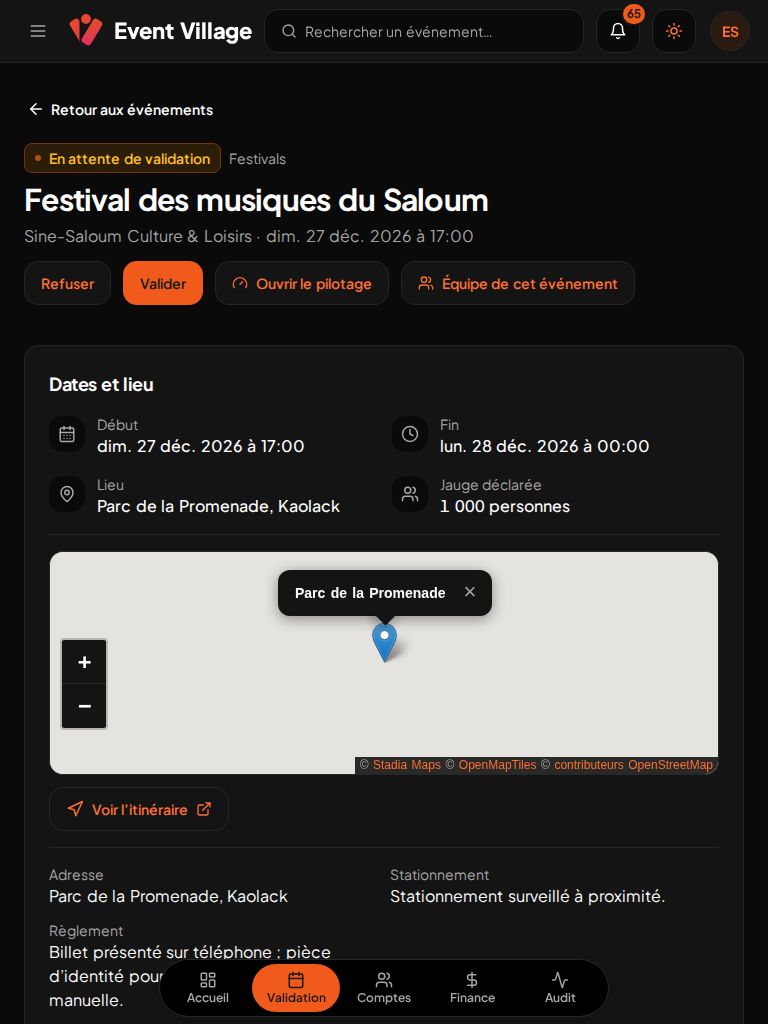 Event Village
Rechercher un événement...
65
ES
Retour aux événements
En attente de validation
Festivals
Festival des musiques du Saloum
Sine-Saloum Culture & Loisirs · dim. 27 déc. 2026 à 17:00
Refuser
Valider
Ouvrir le pilotage
Équipe de cet événement
Dates et lieu
Début
dim. 27 déc. 2026 à 17:00
Fin
lun. 28 déc. 2026 à 00:00
Lieu
Parc de la Promenade, Kaolack
Jauge déclarée
1 000 personnes
Parc de la Promenade
×
+
−
© Stadia Maps © OpenMapTiles © contributeurs OpenStreetMap
Voir l’itinéraire
Adresse
Parc de la Promenade, Kaolack
Stationnement
Stationnement surveillé à proximité.
Règlement
Billet présenté sur téléphone ; pièce
d’identité pour
manuelle.
Accueil
Validation
Comptes
Finance
Audit